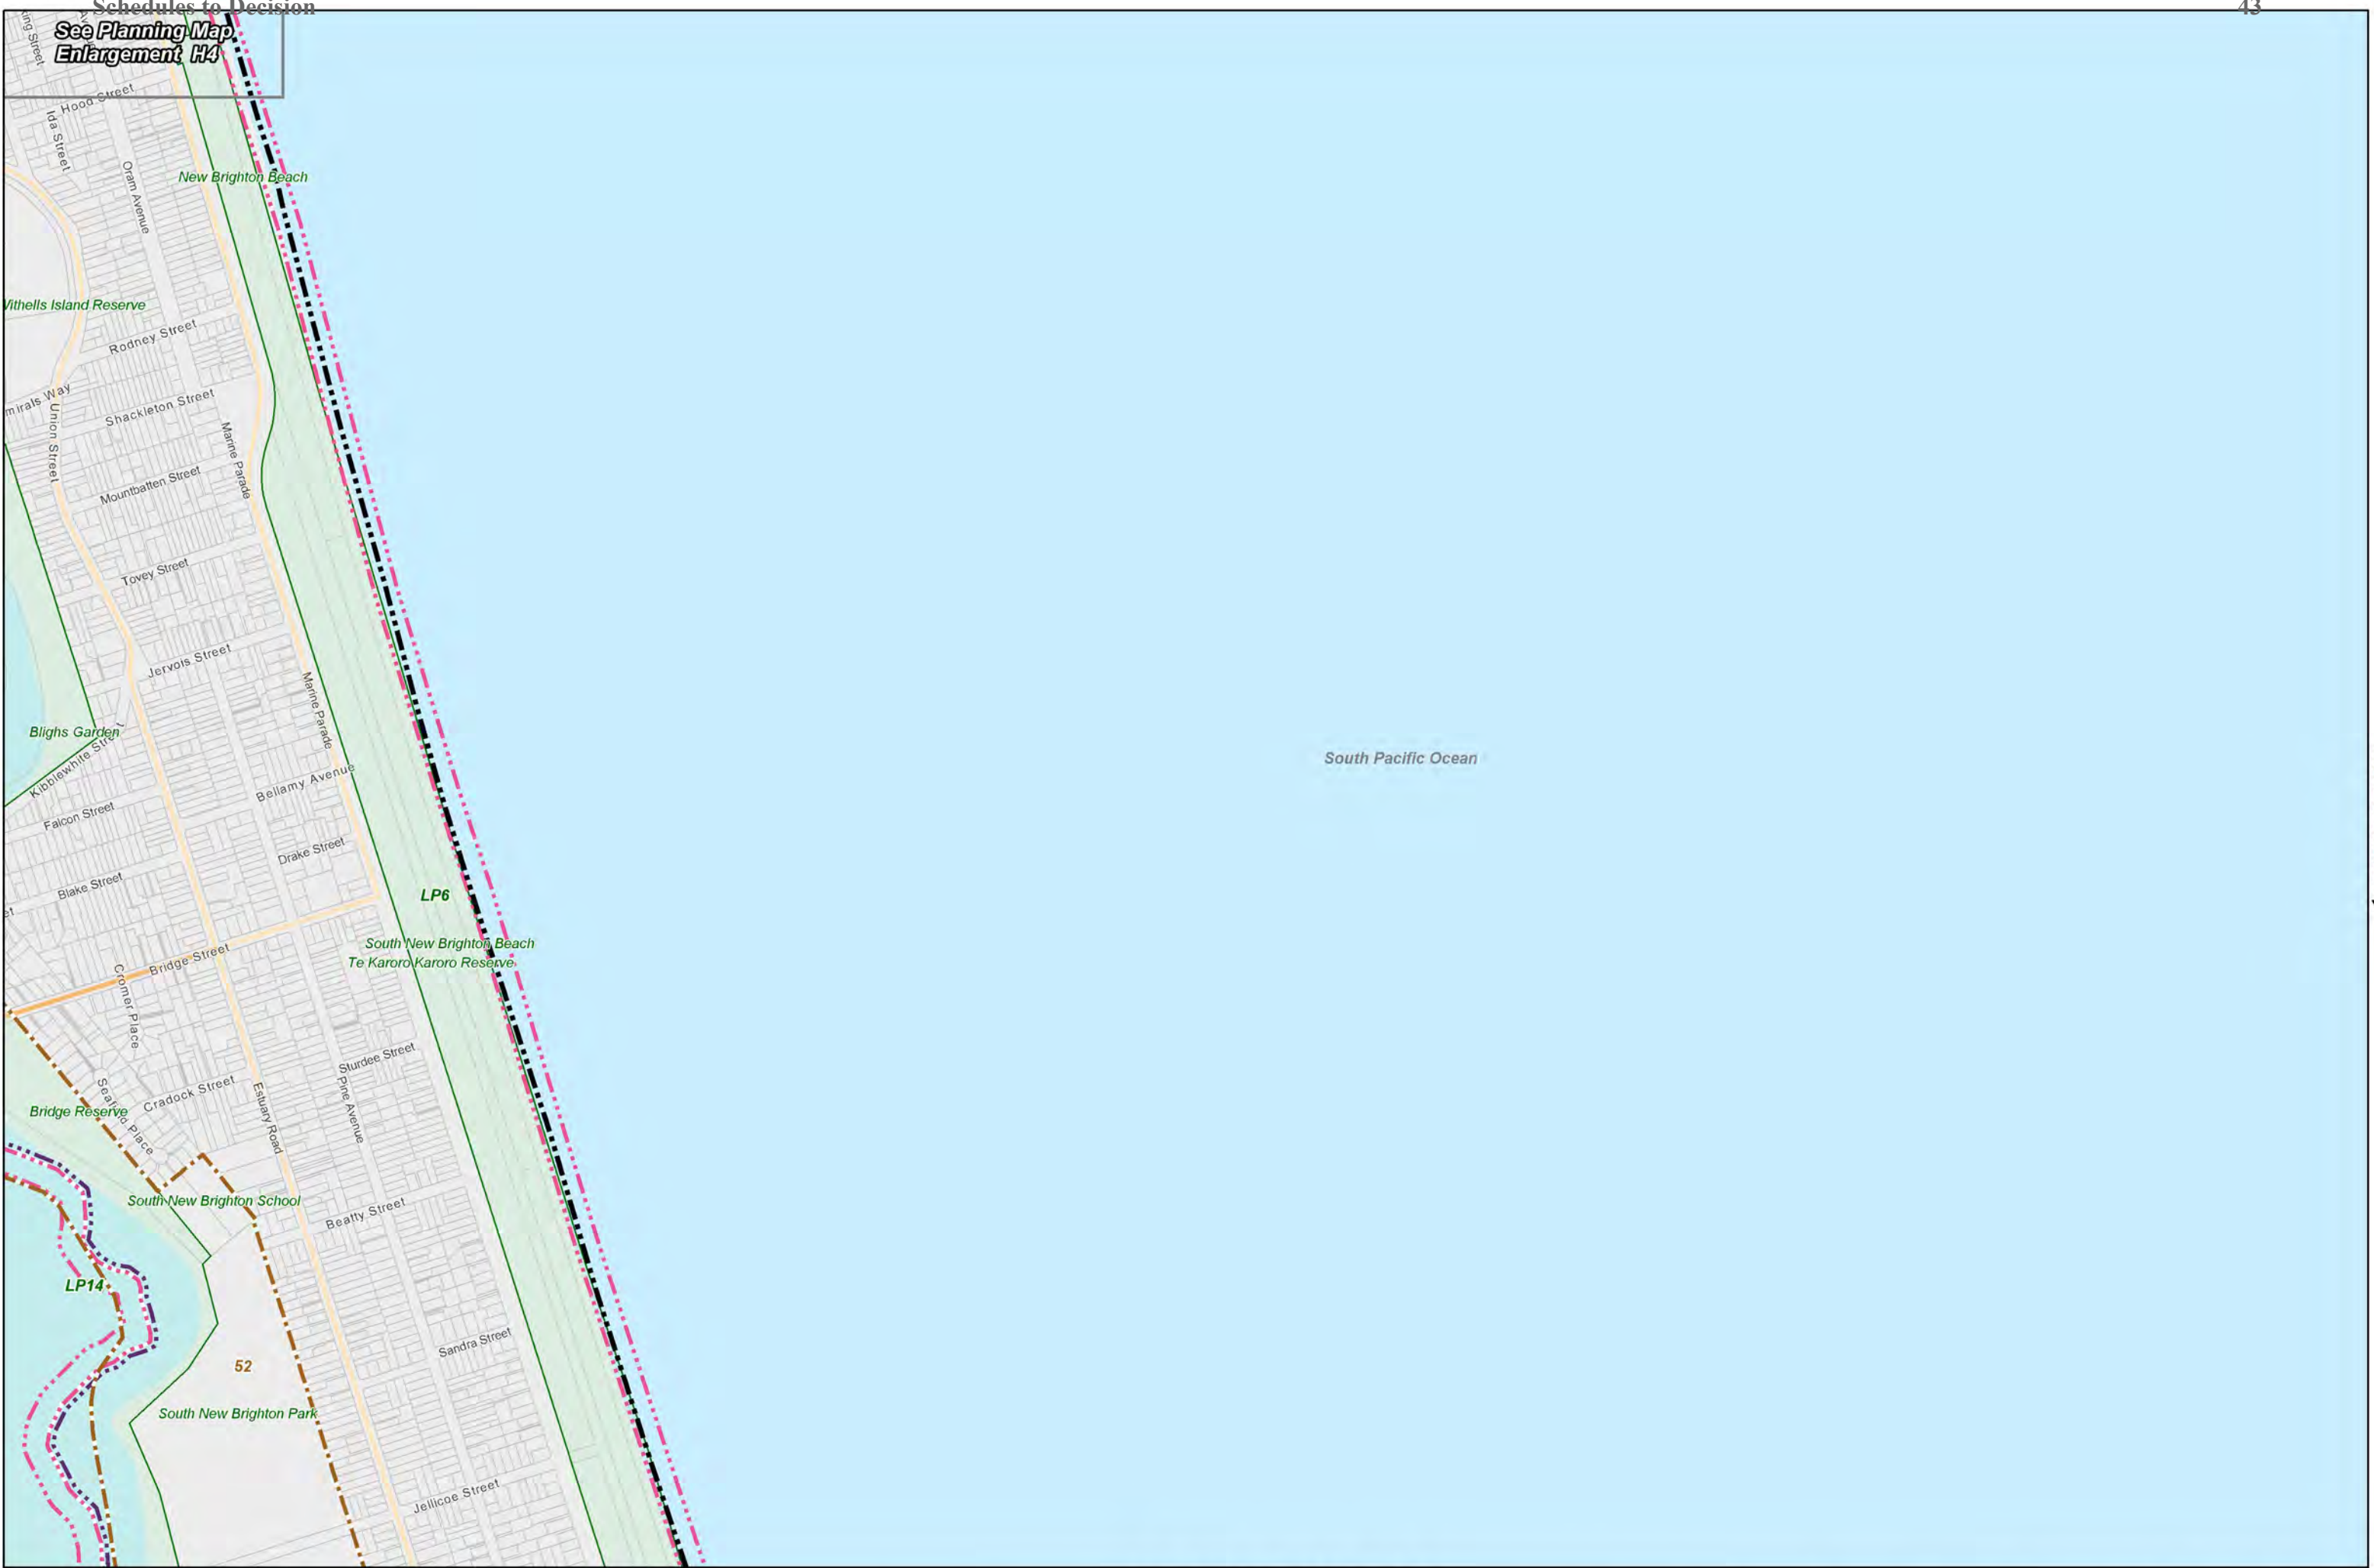 Schedules to Decision
43
See Planning Map
Enlargement H4
Hood Street
Ida Street
Oram Avenue
New Brighton Beach
Withells Island Reserve
Rodney Street
Shackleton Street
Union Street
Marine Parade
Mountbatten Street
Tovey Street
Jervois Street
Marine Parade
Blighs Garden
Kibblewhite Street
South Pacific Ocean
Bellamy Avenue
Falcon Street
Drake Street
Blake Street
LP6
South New Brighton Beach
Te Karoro Karoro Reserve
Bridge Street
Cromer Place
Sturdee Street
Seafield Place
Cradock Street
Estuary Road
Pine Avenue
Bridge Reserve
South New Brighton School
Beatty Street
LP14
Sandra Street
52
South New Brighton Park
Jellicoe Street